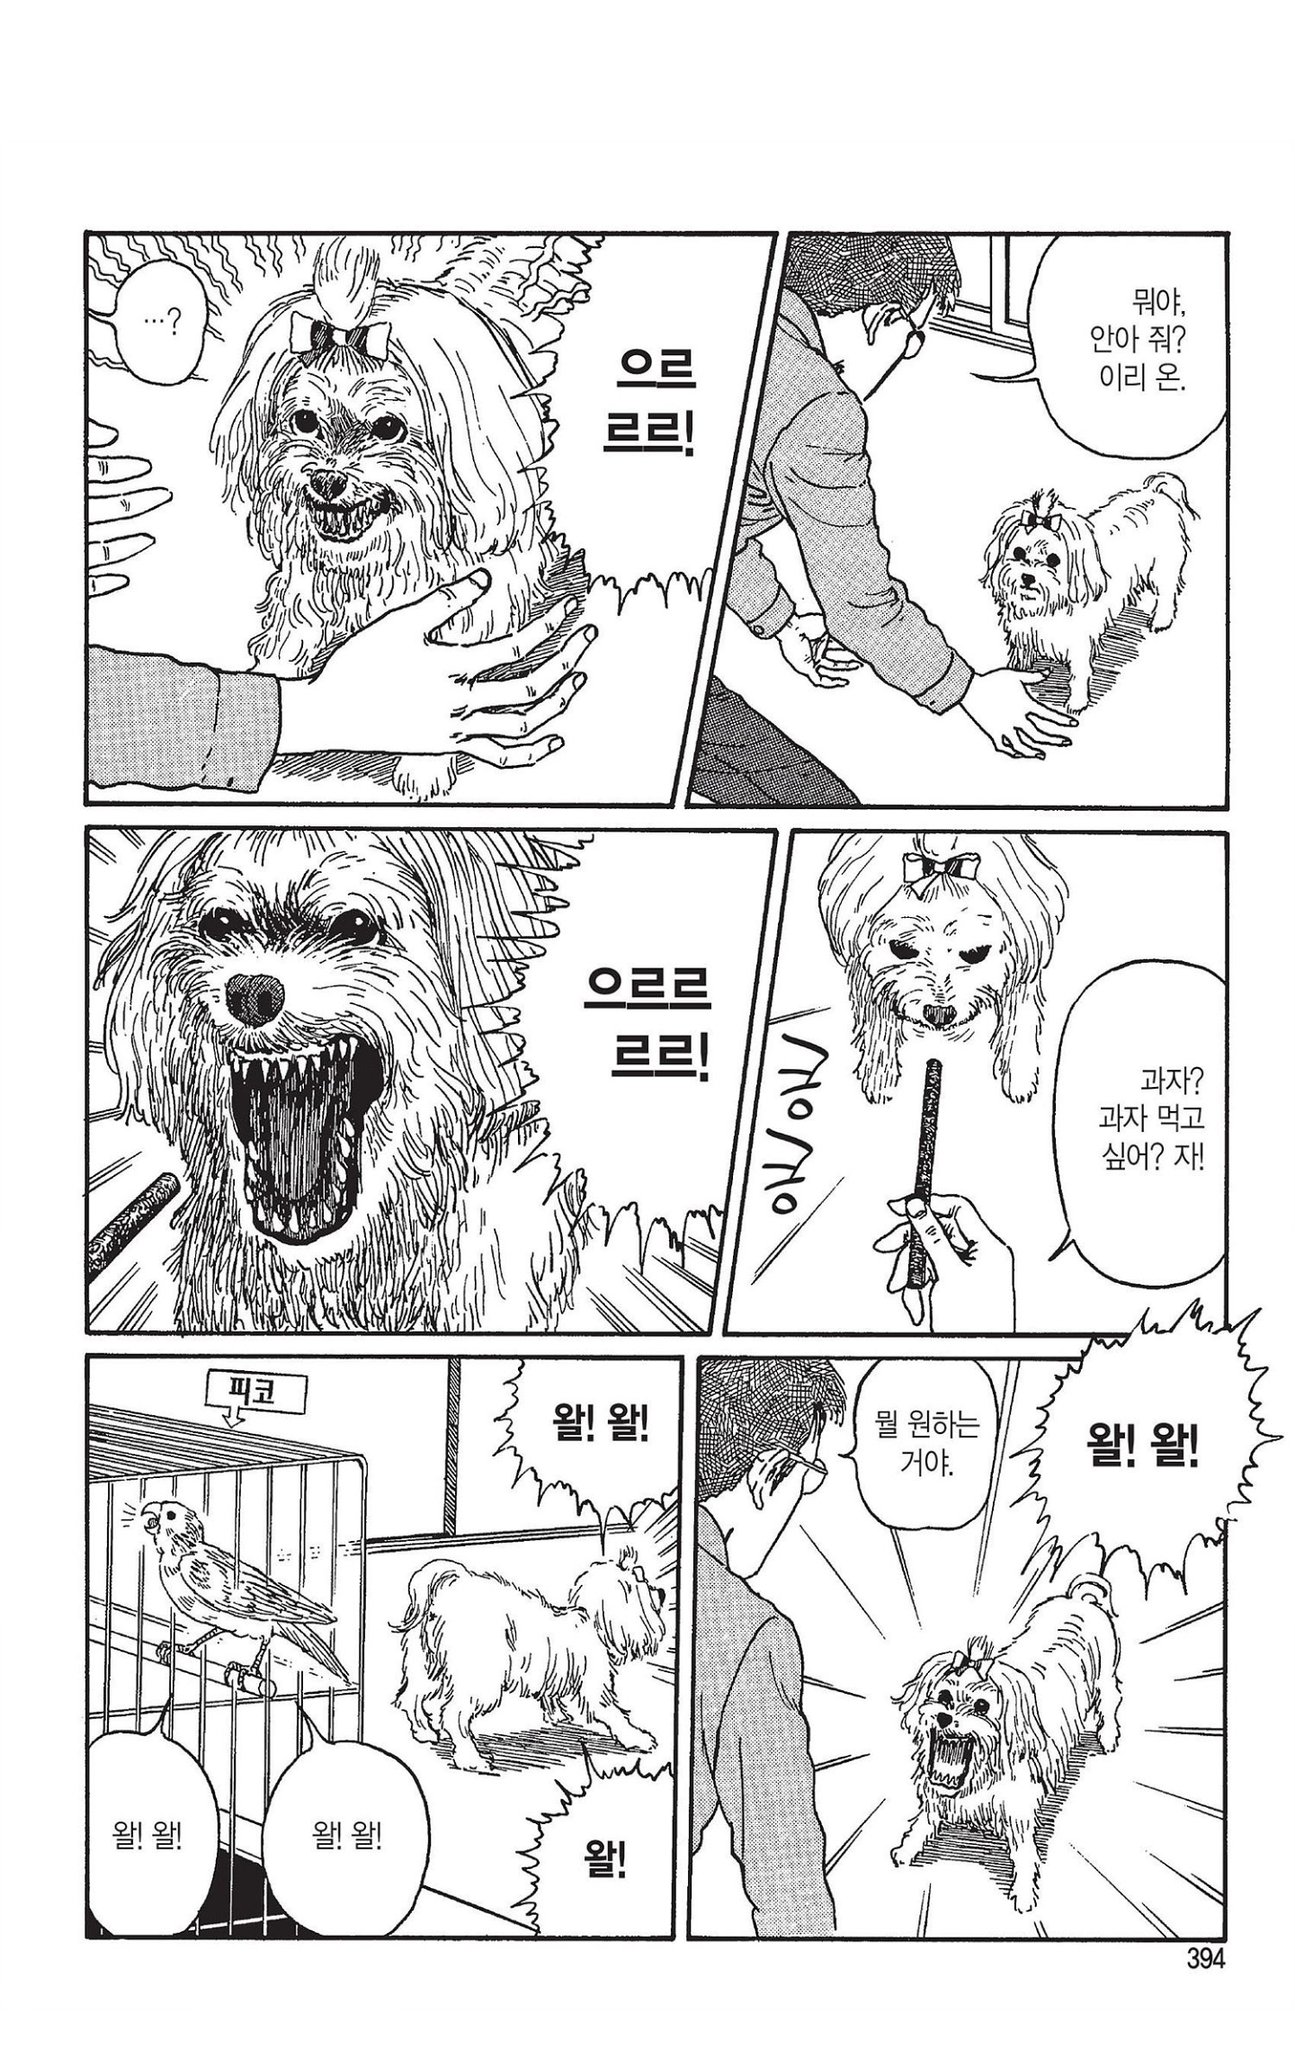 뭐야,
안아 줘?
이리 온.
으르
르르!
…?
과자?
과자 먹고
싶어? 자!
으르르
르르!
왈! 왈!
뭘 원하는
거야.
왈! 왈!
피코
왈! 왈!
왈! 왈!
왈!
394